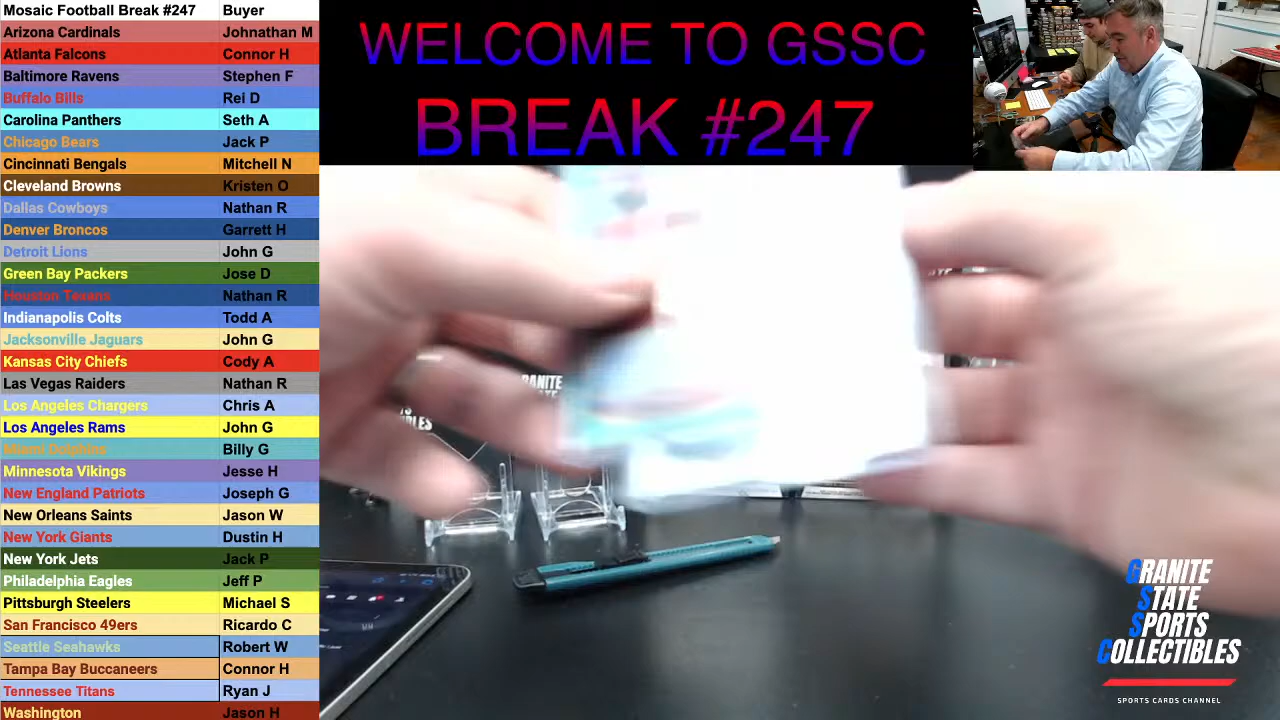 Mosaic Football Break #247 Buyer
Arizona Cardinals Johnathan M
Atlanta Falcons Connor H
Baltimore Ravens Stephen F
Buffalo Bills Rei D
Carolina Panthers Seth A
Chicago Bears Jack P
Cincinnati Bengals Mitchell N
Cleveland Browns Kristen O
Dallas Cowboys Nathan R
Denver Broncos Garrett H
Detroit Lions John G
Green Bay Packers Jose D
Houston Texans Nathan R
Indianapolis Colts Todd A
Jacksonville Jaguars John G
Kansas City Chiefs Cody A
Las Vegas Raiders Nathan R
Los Angeles Chargers Chris A
Los Angeles Rams John G
Miami Dolphins Billy G
Minnesota Vikings Jesse H
New England Patriots Joseph G
New Orleans Saints Jason W
New York Giants Dustin H
New York Jets Jack P
Philadelphia Eagles Jeff P
Pittsburgh Steelers Michael S
San Francisco 49ers Ricardo C
Seattle Seahawks Robert W
Tampa Bay Buccaneers Connor H
Tennessee Titans Ryan J
Washington Jason H
WELCOME TO GSSC
BREAK #247
GRANITE
STATE
GRANITE
STATE
SPORTS
COLLECTIBLES
SPORTS CARDS CHANNEL